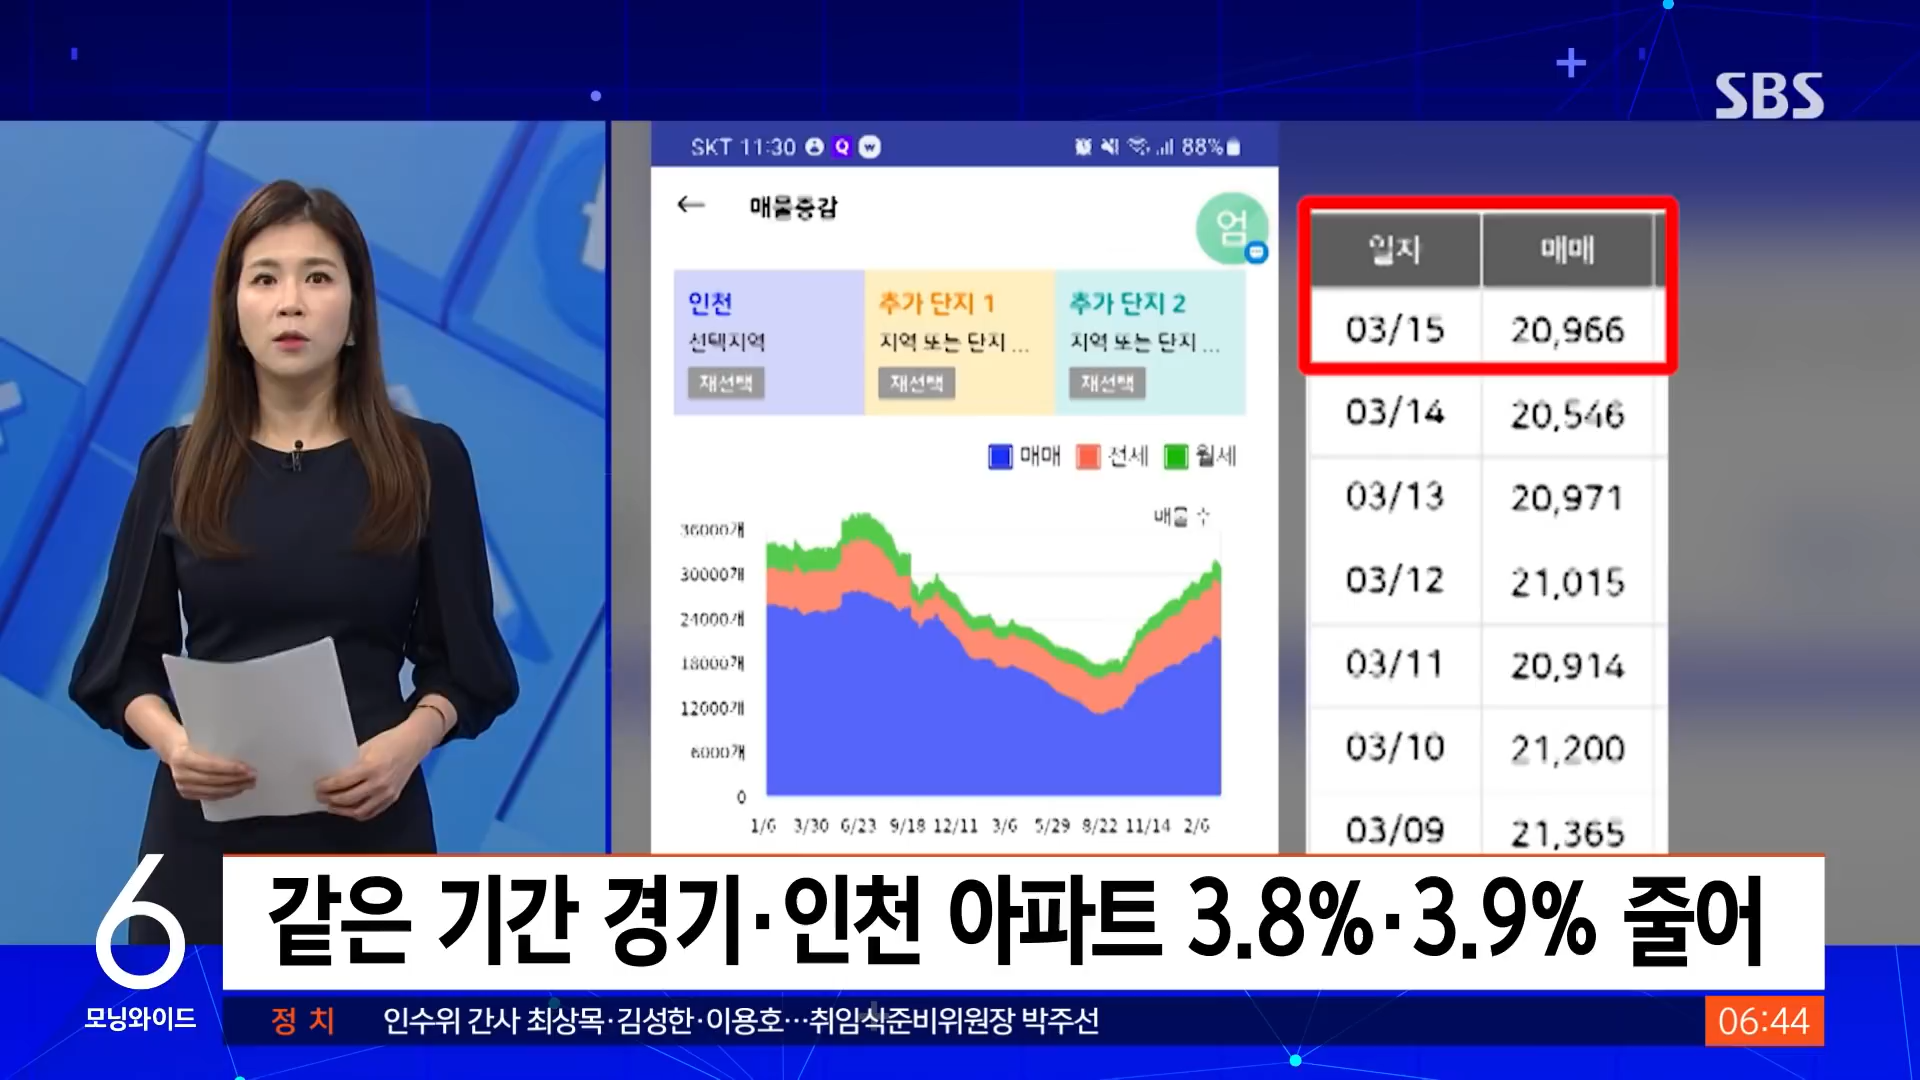 SBS
SKT 11:30 Q w 88%
매물증감
엄
인천
선택지역
재선택
추가 단지 1
지역 또는 단지 ...
재선택
추가 단지 2
지역 또는 단지 ...
재선택
매매 전세 월세
매물 수
36000개
30000개
24000개
18000개
12000개
6000개
0
1/6 3/30 6/23 9/18 12/11 3/6 5/29 8/22 11/14 2/6
일자 매매
03/15 20,966
03/14 20,546
03/13 20,971
03/12 21,015
03/11 20,914
03/10 21,200
03/09 21,365
6
모닝와이드
같은 기간 경기·인천 아파트 3.8%·3.9% 줄어
정치 인수위 간사 최상목·김성한·이용호…취임식준비위원장 박주선
06:44